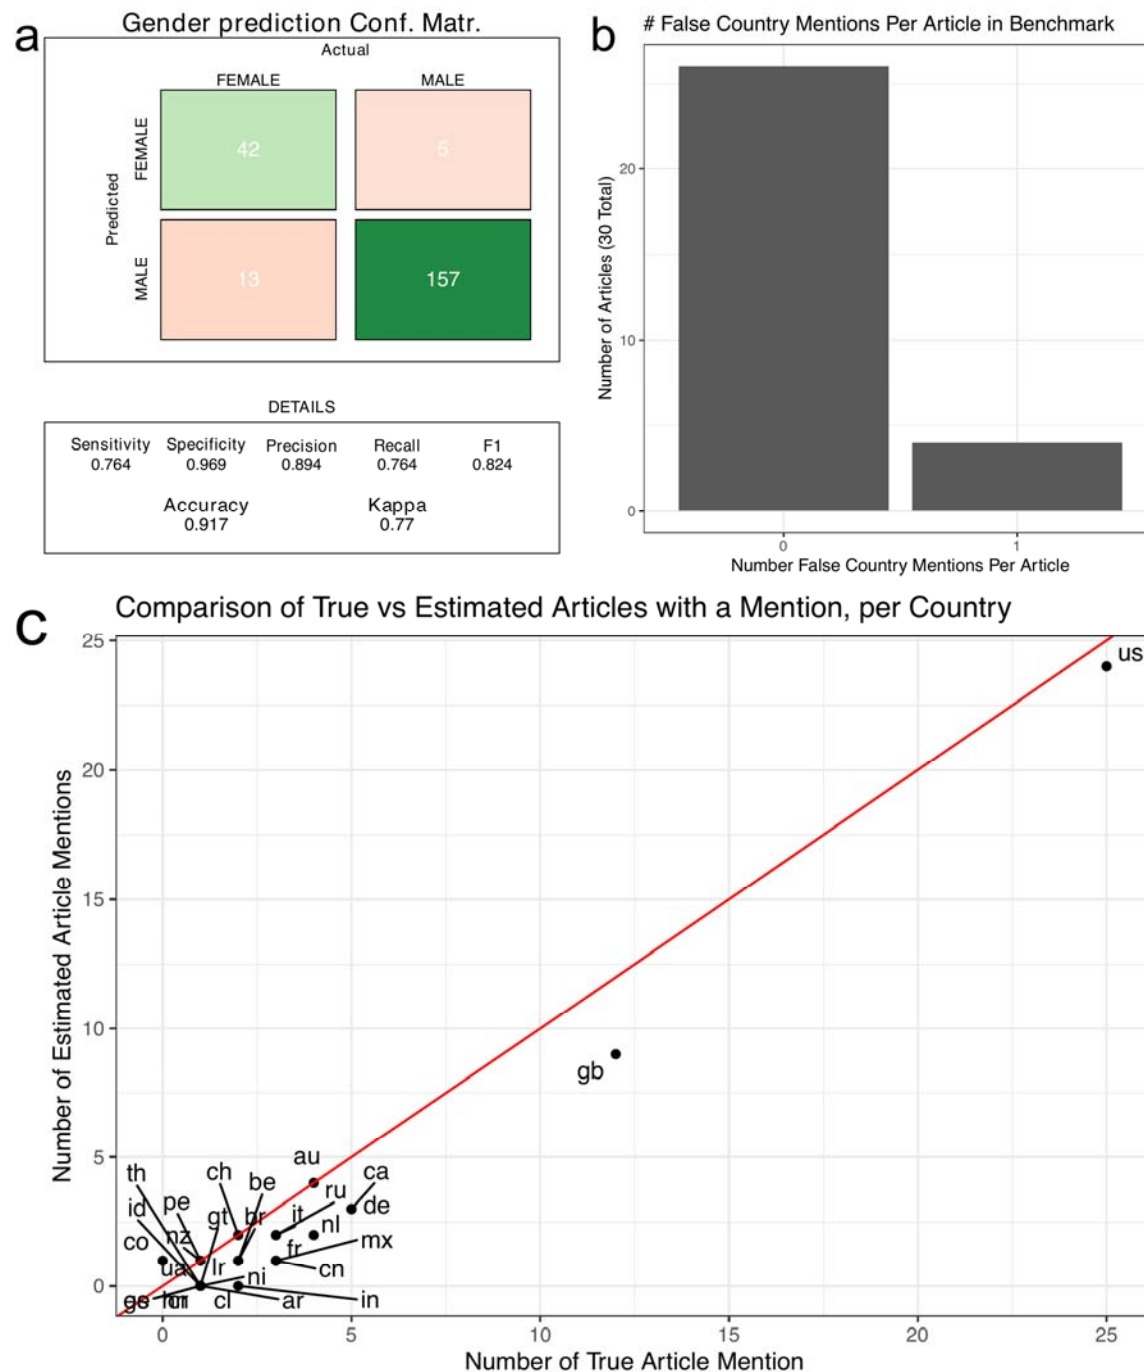 a
Gender prediction Conf. Matr.
Actual
FEMALE MALE
Predicted
FEMALE
42 5
MALE
13 157
DETAILS
Sensitivity Specificity Precision Recall F1
0.764 0.969 0.894 0.764 0.824
Accuracy Kappa
0.917 0.77
b
# False Country Mentions Per Article in Benchmark
Number of Articles (30 Total)
20
10
0
0 1
Number False Country Mentions Per Article
c
Comparison of True vs Estimated Articles with a Mention, per Country
Number of Estimated Article Mentions
25
20
15
10
5
0
us
gb
au
th ch ca
be
id pe ru
gt br it de
co nz nl
fr mx
ua lr ni cn
cl ar in
0 5 10 15 20 25
Number of True Article Mention